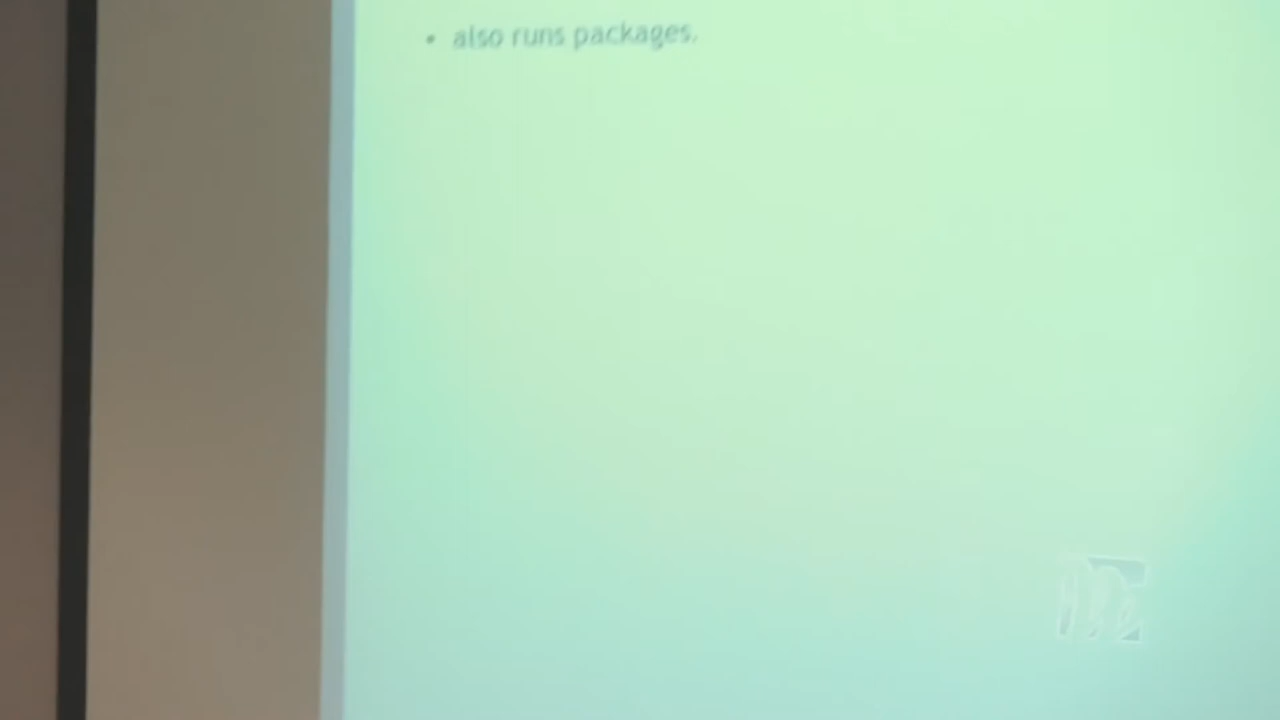 • also runs packages.